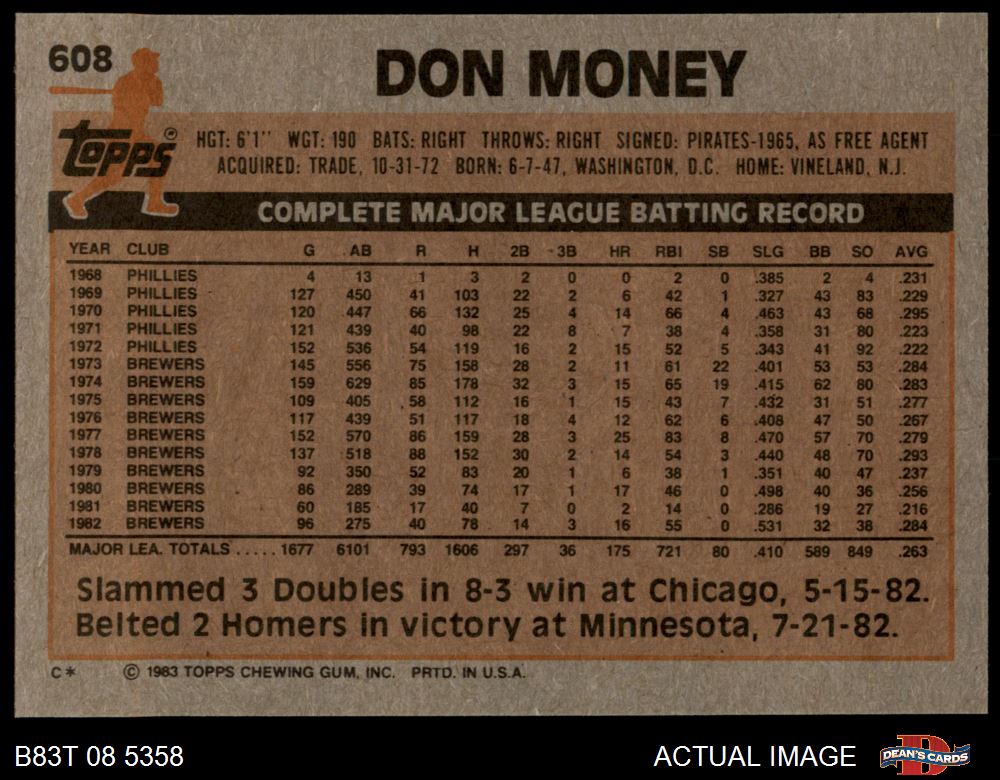 608
DON MONEY
Topps ®
HGT: 6'1" WGT: 190 BATS: RIGHT THROWS: RIGHT SIGNED: PIRATES-1965, AS FREE AGENT
ACQUIRED: TRADE, 10-31-72 BORN: 6-7-47, WASHINGTON, D.C. HOME: VINELAND, N.J.
COMPLETE MAJOR LEAGUE BATTING RECORD
YEAR CLUB G AB R H 2B 3B HR RBI SB SLG BB SO AVG
1968 PHILLIES 4 13 1 3 2 0 0 2 0 .385 2 4 .231
1969 PHILLIES 127 450 41 103 22 2 6 42 1 .327 43 83 .229
1970 PHILLIES 120 447 66 132 25 4 14 66 4 .463 43 68 .295
1971 PHILLIES 121 439 40 98 22 8 7 38 4 .358 31 80 .223
1972 PHILLIES 152 536 54 119 16 2 15 52 5 .343 41 92 .222
1973 BREWERS 145 556 75 158 28 2 11 61 22 .401 53 53 .284
1974 BREWERS 159 629 85 178 32 3 15 65 19 .415 62 80 .283
1975 BREWERS 109 405 58 112 16 1 15 43 7 .432 31 51 .277
1976 BREWERS 117 439 51 117 18 4 12 62 6 .408 47 50 .267
1977 BREWERS 152 570 86 159 28 3 25 83 8 .470 57 70 .279
1978 BREWERS 137 518 88 152 30 2 14 54 3 .440 48 70 .293
1979 BREWERS 92 350 52 83 20 1 6 38 1 .351 40 47 .237
1980 BREWERS 86 289 39 74 17 1 17 46 0 .498 40 36 .256
1981 BREWERS 60 185 17 40 7 0 2 14 0 .286 19 27 .216
1982 BREWERS 96 275 40 78 14 3 16 55 0 .531 32 38 .284
MAJOR LEA. TOTALS ..... 1677 6101 793 1606 297 36 175 721 80 .410 589 849 .263
Slammed 3 Doubles in 8-3 win at Chicago, 5-15-82.
Belted 2 Homers in victory at Minnesota, 7-21-82.
C* © 1983 TOPPS CHEWING GUM, INC. PRTD. IN U.S.A.
B83T 08 5358 ACTUAL IMAGE D DEAN'S CARDS